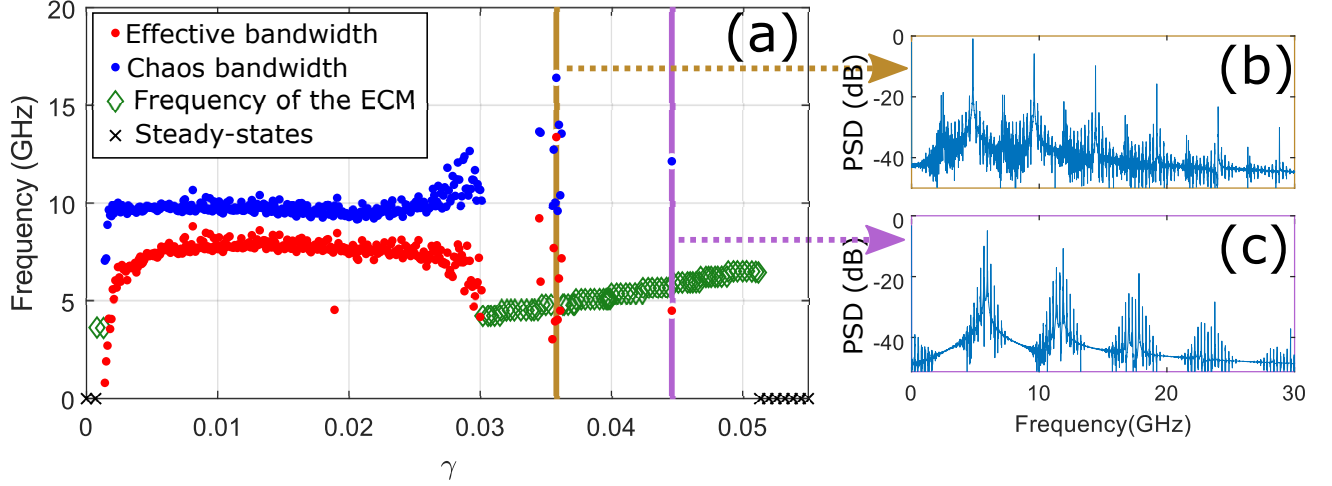 20
15
10
5
0
Frequency (GHz)
Effective bandwidth
Chaos bandwidth
Frequency of the ECM
Steady-states
(a)
0 0.01 0.02 0.03 0.04 0.05
γ
0
-20
-40
PSD (dB)
(b)
0
-20
-40
PSD (dB)
(c)
0 10 20 30
Frequency(GHz)